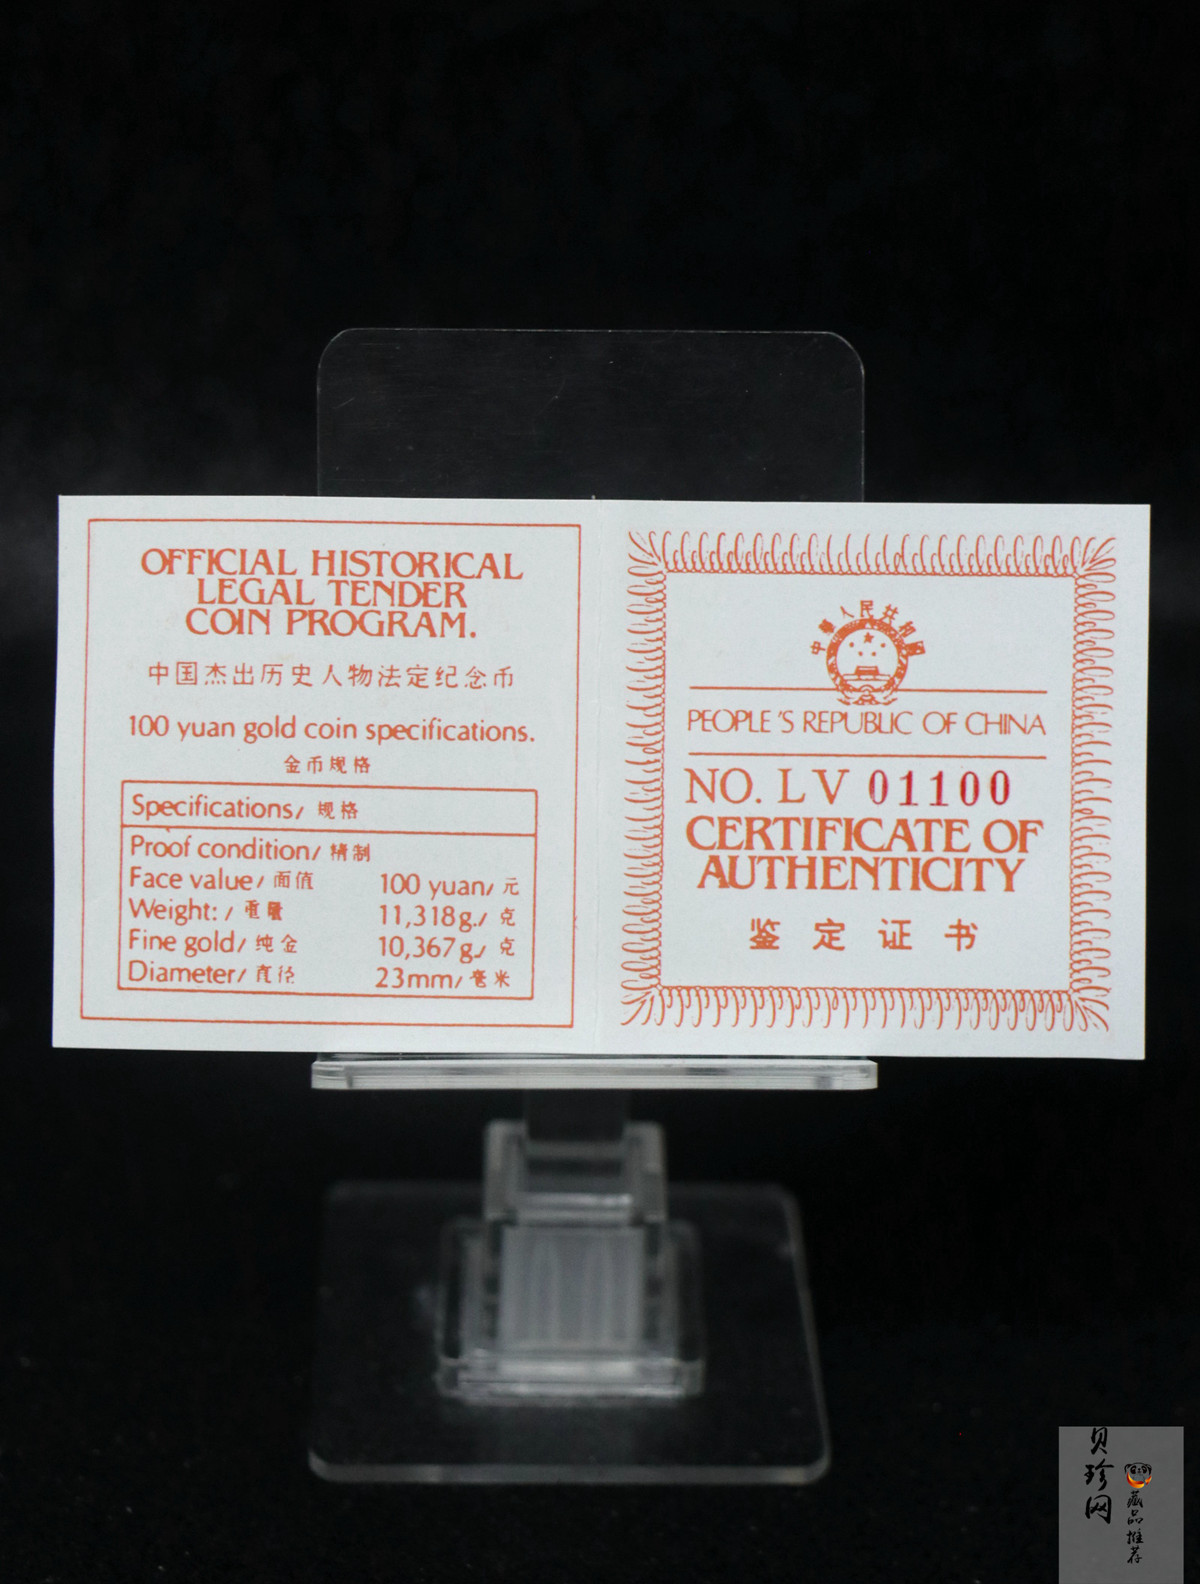 OFFICIAL HISTORICAL
LEGAL TENDER
COIN PROGRAM.
中国杰出历史人物法定纪念币
100 yuan gold coin specifications.
金币规格
Specifications/ 规格
Proof condition/ 精制
Face value/ 面值 100 yuan/ 元
Weight: / 重量 11,318g./ 克
Fine gold/ 纯金 10,367g./ 克
Diameter/ 直径 23mm/ 毫米
中華人民共和國
PEOPLE'S REPUBLIC OF CHINA
NO. LV 01100
CERTIFICATE OF
AUTHENTICITY
鉴定证书
贝珍网
藏品推荐